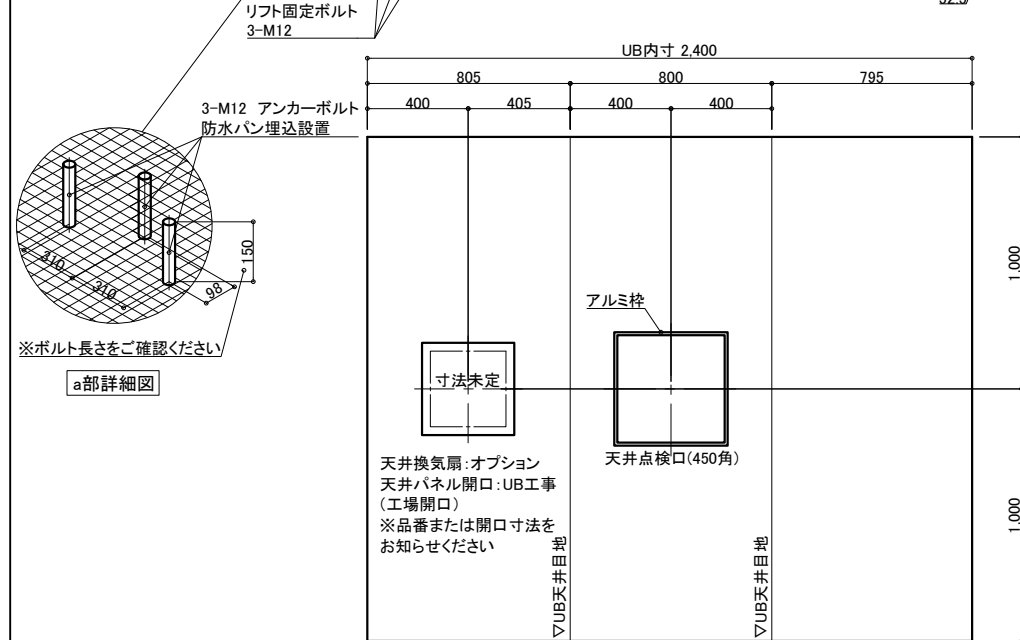 リフト固定ボルト
3-M12
UB内寸 2,400
805
800
795
400
405
400
400
3-M12 アンカーボルト
防水パン埋込設置
310
310
98
150
※ボルト長さをご確認ください
a部詳細図
アルミ枠
寸法未定
天井点検口(450角)
天井換気扇:オプション
天井パネル開口:UB工事
(工場開口)
※品番または開口寸法を
お知らせください
▽UB天井目地
▽UB天井目地
1,000
1,000